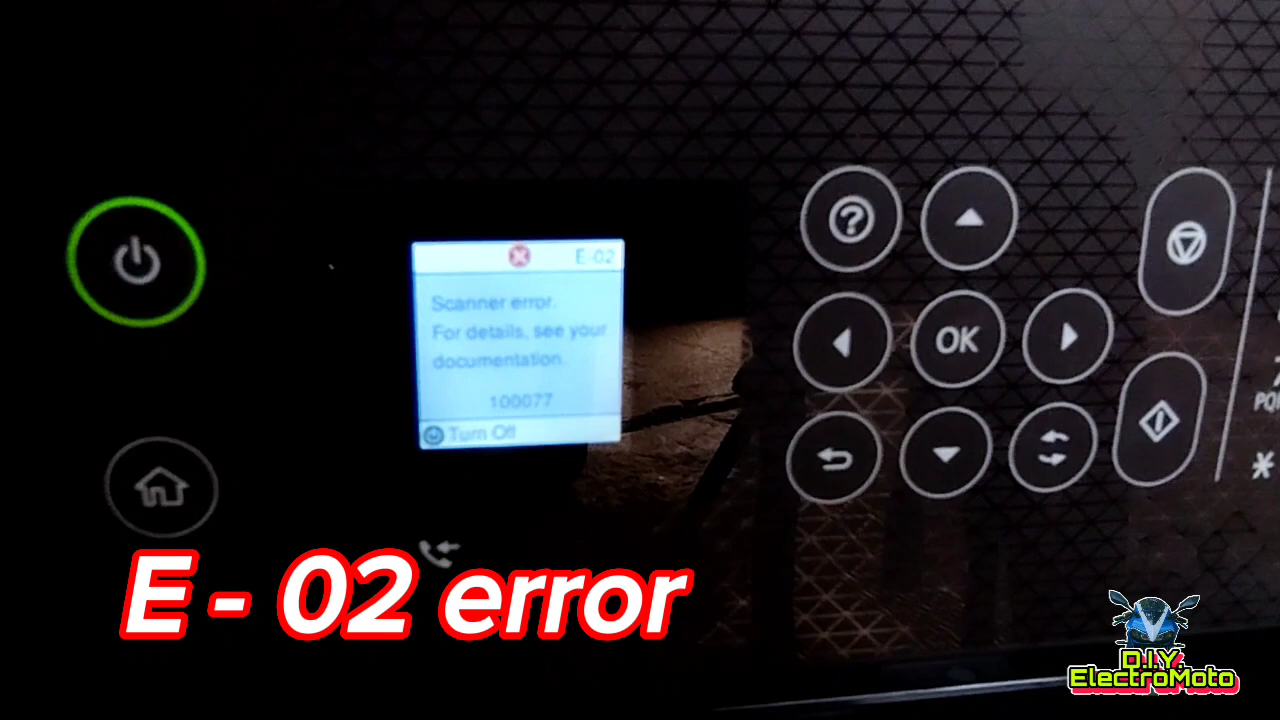 E-02
Scanner error.
For details, see your
documentation.
100077
Turn Off
?
OK
*
E - 02 error
D.I.Y.
ElectroMoto